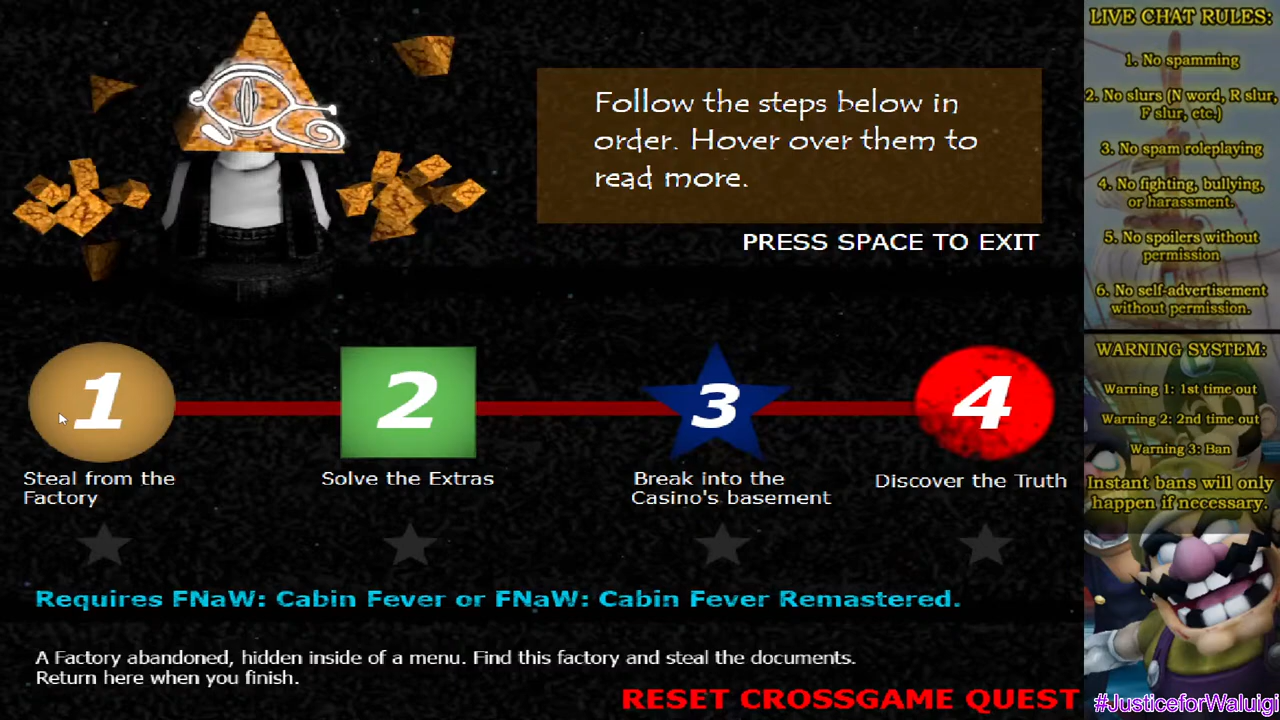 Follow the steps below in
order. Hover over them to
read more.
PRESS SPACE TO EXIT
1
2
3
4
Steal from the
Factory
Solve the Extras
Break into the
Casino's basement
Discover the Truth
Requires FNaW: Cabin Fever or FNaW: Cabin Fever Remastered.
A Factory abandoned, hidden inside of a menu. Find this factory and steal the documents.
Return here when you finish.
RESET CROSSGAME QUEST
LIVE CHAT RULES:
1. No spamming
2. No slurs (N word, R slur,
F slur, etc.)
3. No spam roleplaying
4. No fighting, bullying,
or harassment.
5. No spoilers without
permission
6. No self-advertisement
without permission.
WARNING SYSTEM:
Warning 1: 1st time out
Warning 2: 2nd time out
Warning 3: Ban
Instant bans will only
happen if necessary.
#JusticeforWaluigi